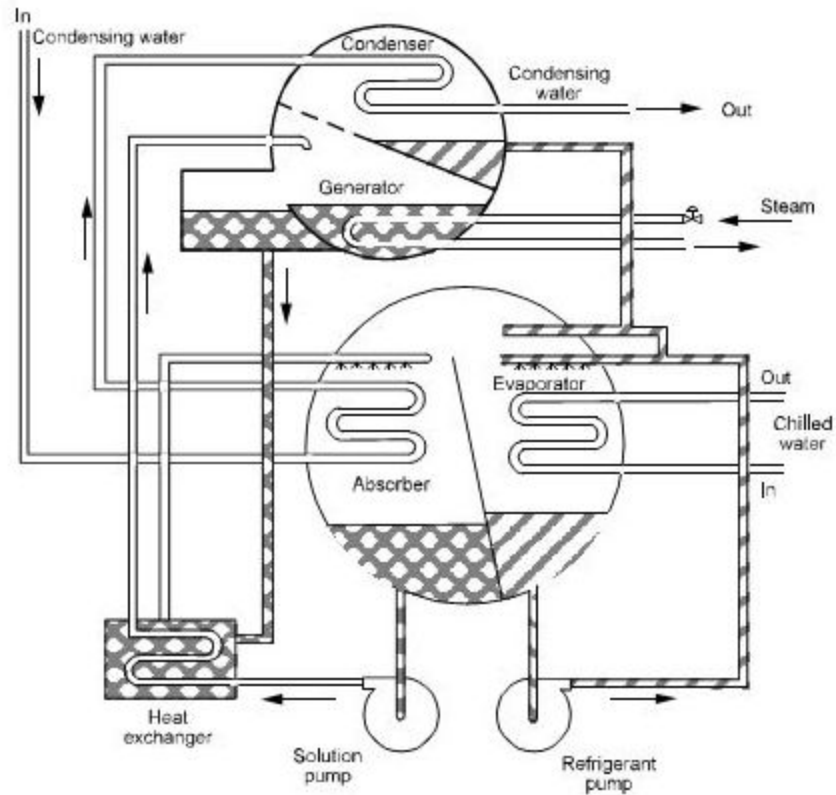 In
Condensing water
Condenser
Condensing
water
Out
Generator
Steam
Evaporator
Out
Chilled
water
In
Absorber
Heat
exchanger
Solution
pump
Refrigerant
pump